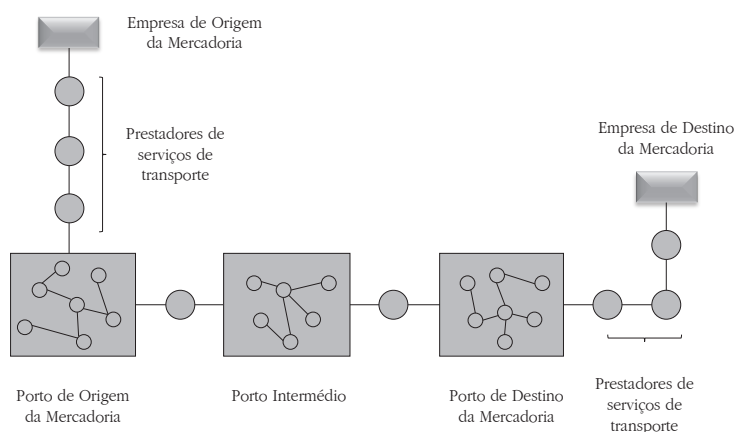 Empresa de Origem
da Mercadoria
Prestadores de
serviços de
transporte
Empresa de Destino
da Mercadoria
Porto de Origem
da Mercadoria
Porto Intermédio
Porto de Destino
da Mercadoria
Prestadores de
serviços de
transporte